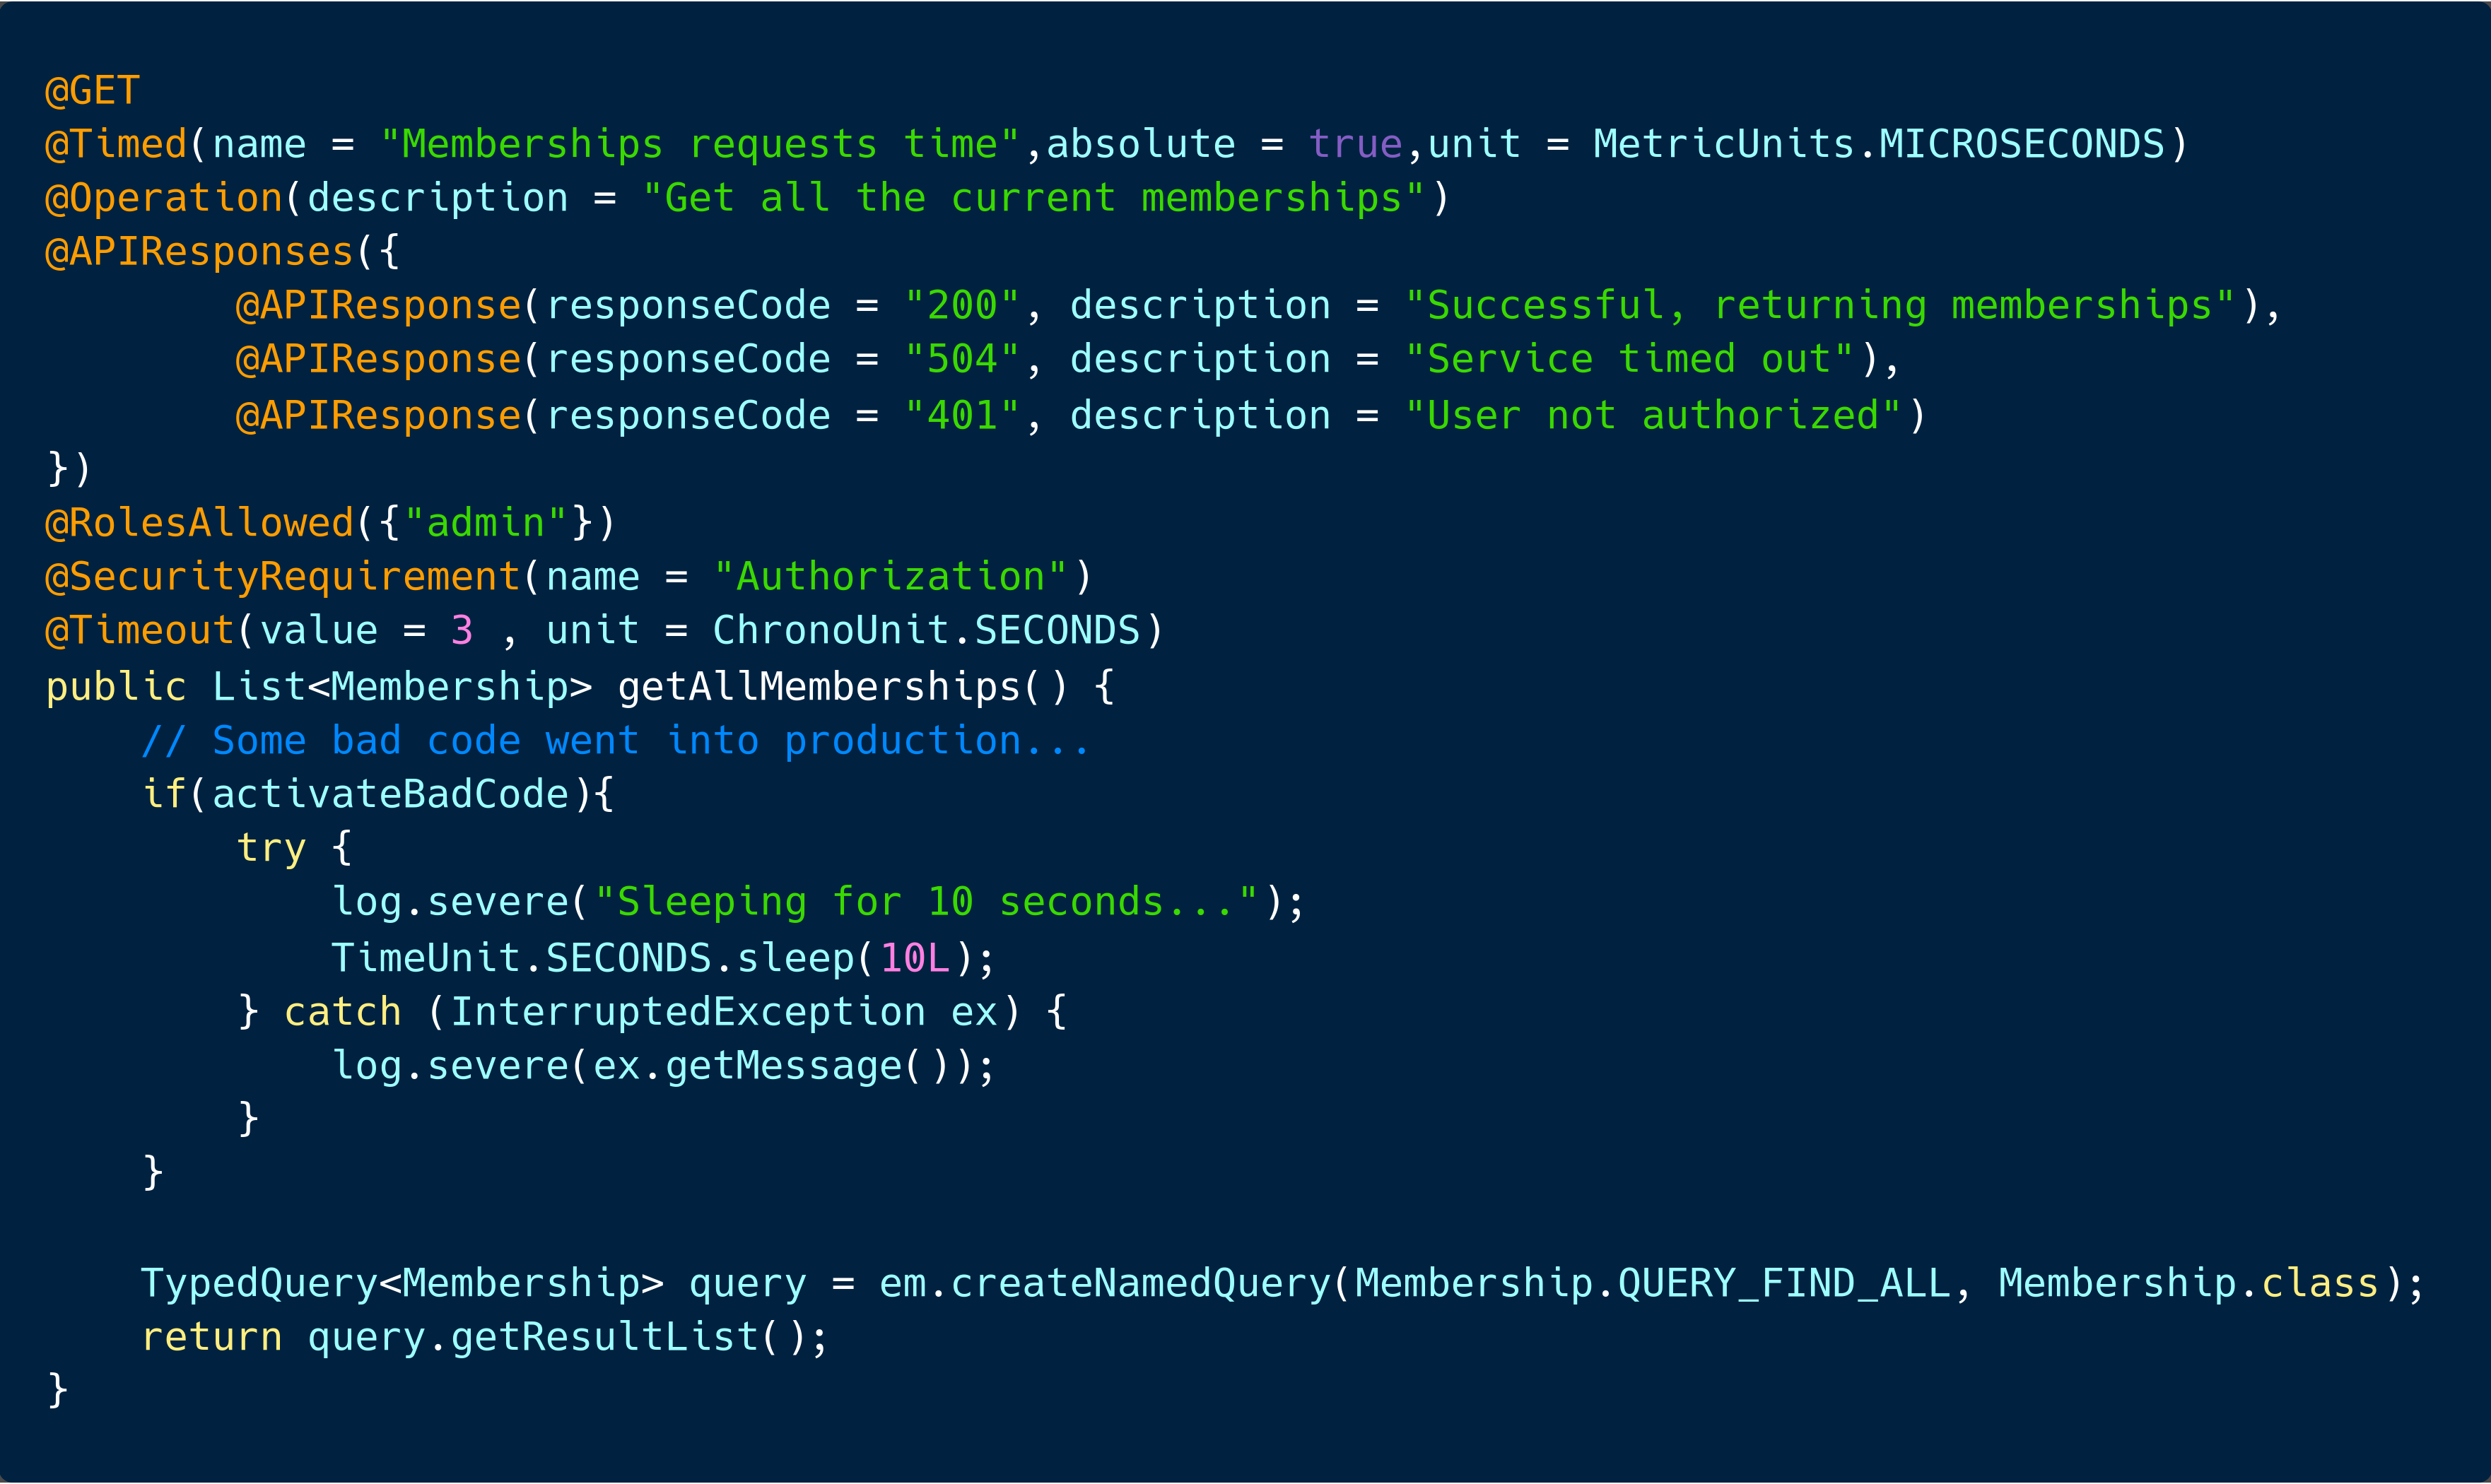 @GET
@Timed(name = "Memberships requests time",absolute = true,unit = MetricUnits.MICROSECONDS)
@Operation(description = "Get all the current memberships")
@APIResponses({
        @APIResponse(responseCode = "200", description = "Successful, returning memberships"),
        @APIResponse(responseCode = "504", description = "Service timed out"),
        @APIResponse(responseCode = "401", description = "User not authorized")
})
@RolesAllowed({"admin"})
@SecurityRequirement(name = "Authorization")
@Timeout(value = 3 , unit = ChronoUnit.SECONDS)
public List<Membership> getAllMemberships() {
    // Some bad code went into production...
    if(activateBadCode){
        try {
            log.severe("Sleeping for 10 seconds...");
            TimeUnit.SECONDS.sleep(10L);
        } catch (InterruptedException ex) {
            log.severe(ex.getMessage());
        }
    }

    TypedQuery<Membership> query = em.createNamedQuery(Membership.QUERY_FIND_ALL, Membership.class);
    return query.getResultList();
}